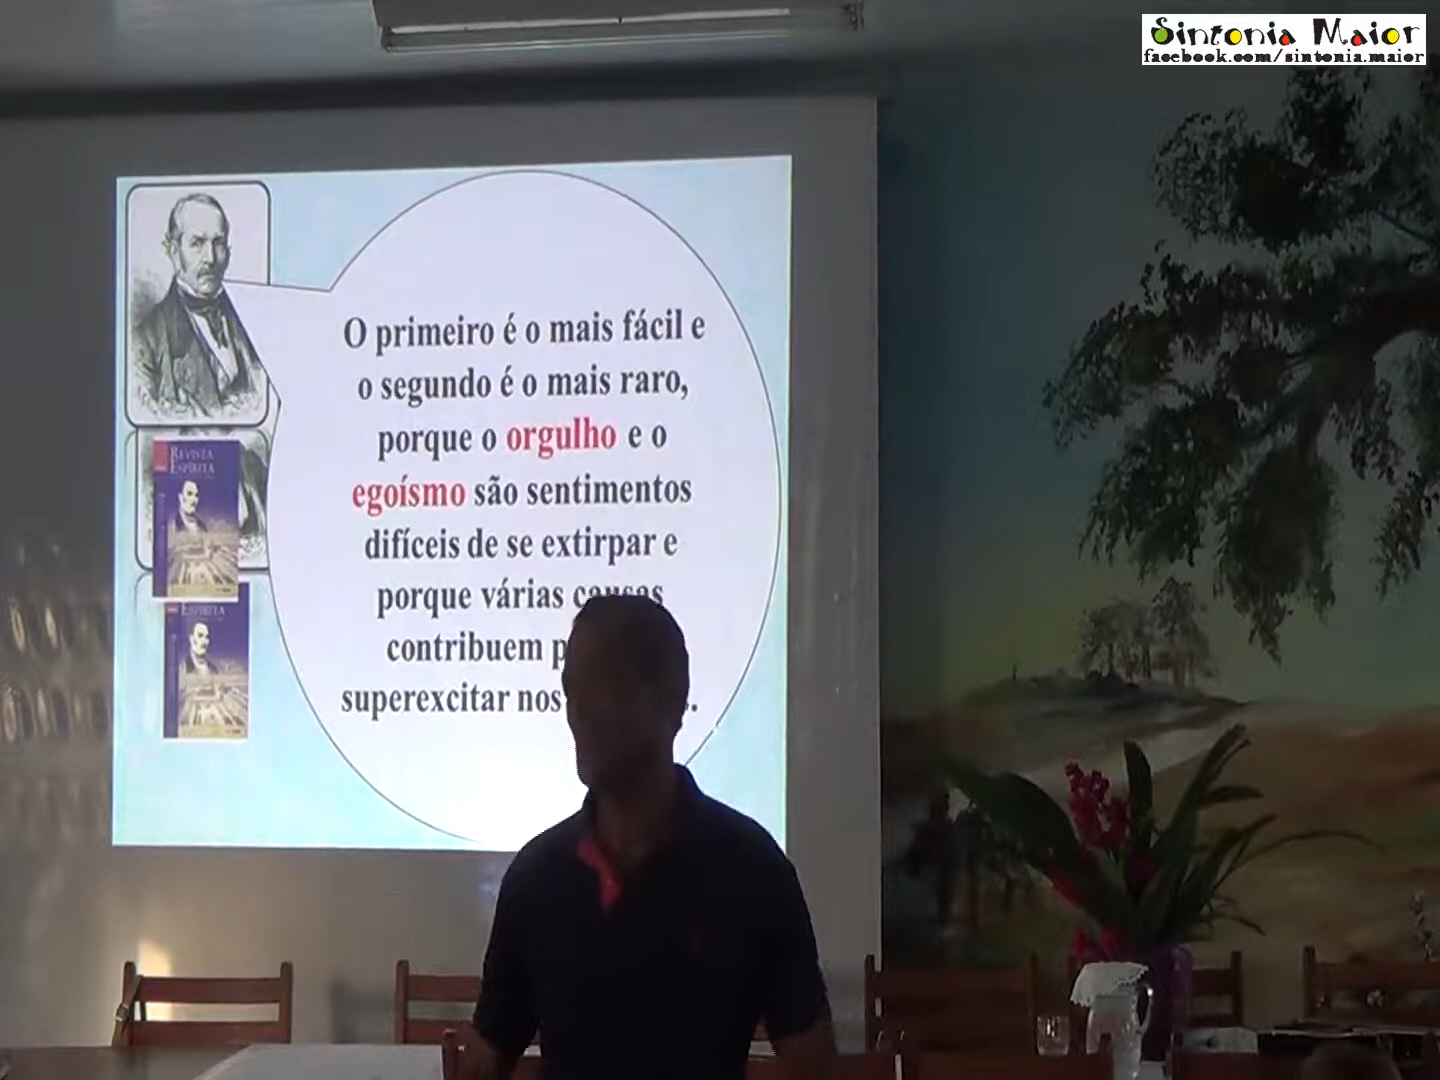 Sintonia Maior
facebook.com/sintonia.maior
O primeiro é o mais fácil e
o segundo é o mais raro,
porque o orgulho e o
egoísmo são sentimentos
difíceis de se extirpar e
porque várias causas
contribuem
superexcitar nos
REVISTA
ESPÍRITA
ESPÍRITA